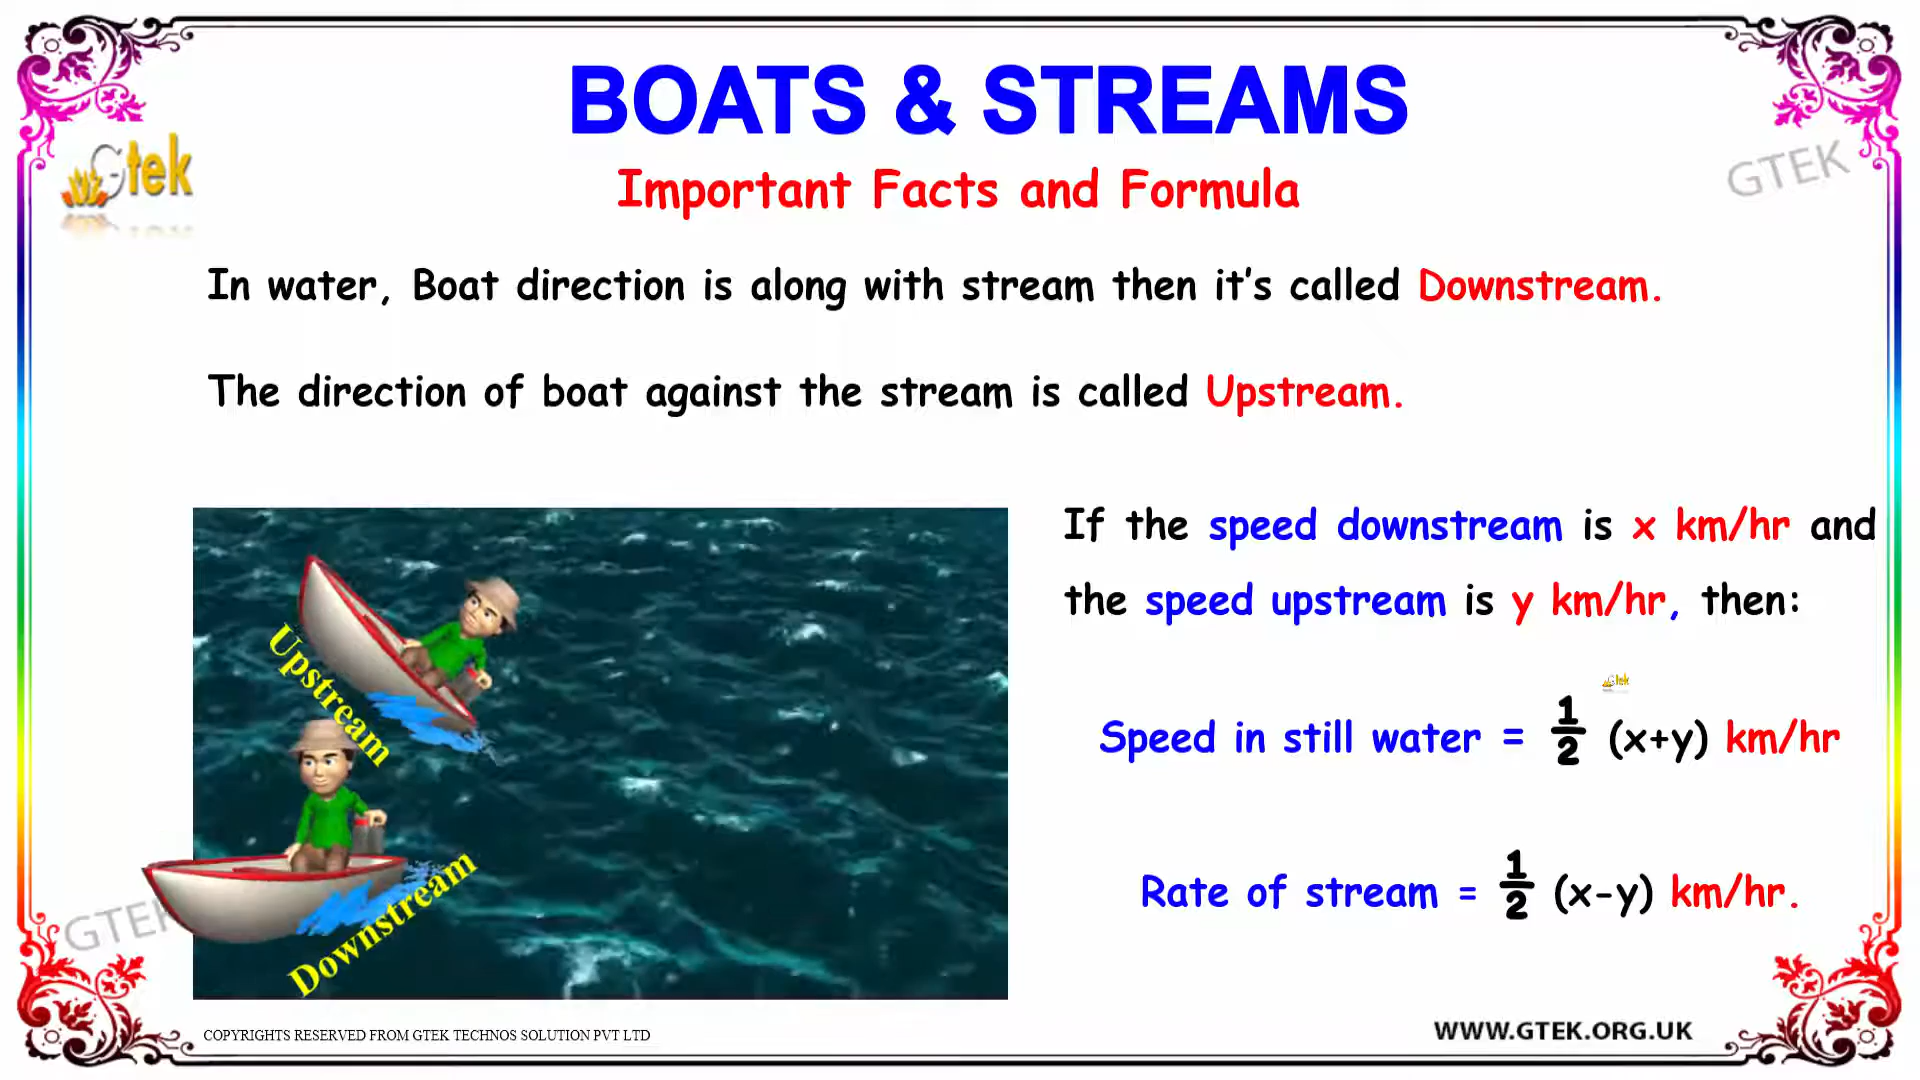 BOATS & STREAMS
Gtek
GTEK
Important Facts and Formula
In water, Boat direction is along with stream then it's called Downstream.
The direction of boat against the stream is called Upstream.
Upstream
Downstream
GTEK
If the speed downstream is x km/hr and
the speed upstream is y km/hr, then:
Gtek
Speed in still water = 1/2 (x+y) km/hr
Rate of stream = 1/2 (x-y) km/hr.
COPYRIGHTS RESERVED FROM GTEK TECHNOS SOLUTION PVT LTD
WWW.GTEK.ORG.UK